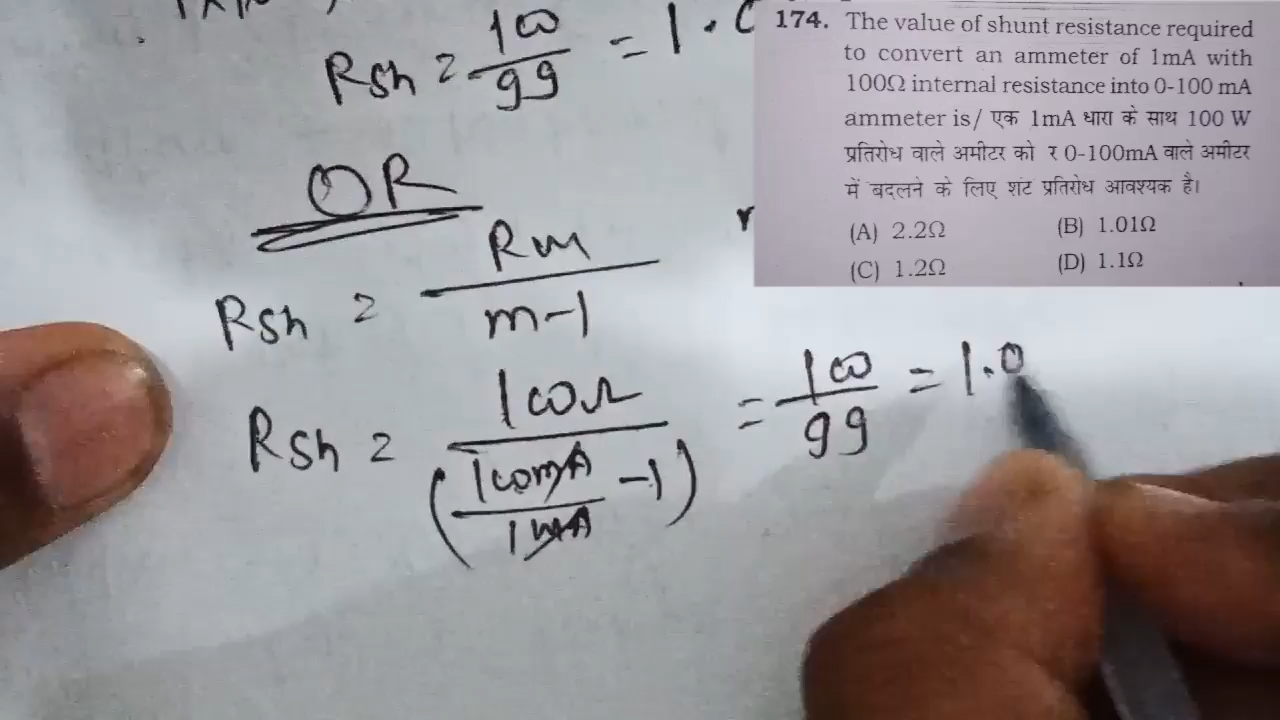 Rsh = 100/99 = 1.0
OR
Rsh = Rm
m-1
Rsh = 100Ω
(100mA/1mA - 1)
= 100/99 = 1.0
174. The value of shunt resistance required
to convert an ammeter of 1mA with
100Ω internal resistance into 0-100 mA
ammeter is/ एक 1mA धारा के साथ 100 W
प्रतिरोध वाले अमीटर को र 0-100mA वाले अमीटर
में बदलने के लिए शंट प्रतिरोध आवश्यक है।
(A) 2.2Ω (B) 1.01Ω
(C) 1.2Ω (D) 1.1Ω